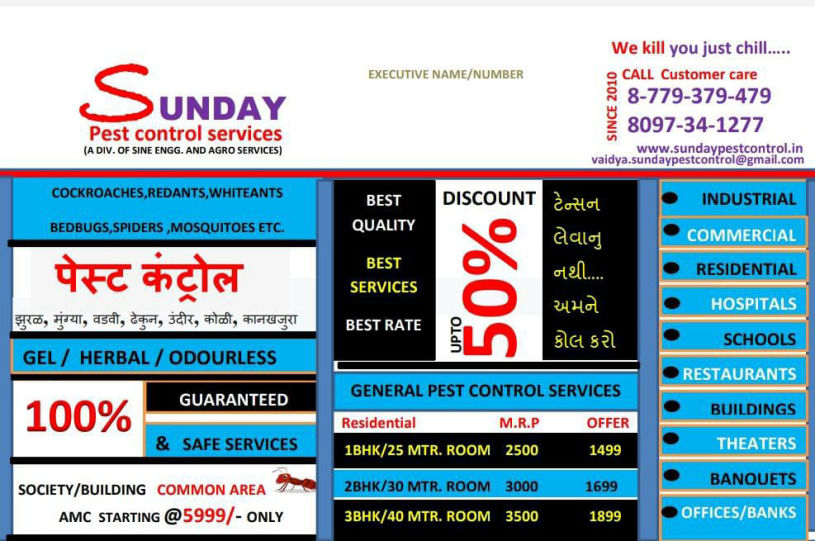 SUNDAY
Pest control services
(A DIV. OF SINE ENGG. AND AGRO SERVICES)
EXECUTIVE NAME/NUMBER
We kill you just chill.....
SINCE 2010
CALL Customer care
8-779-379-479
8097-34-1277
www.sundaypestcontrol.in
vaidya.sundaypestcontrol@gmail.com
COCKROACHES,REDANTS,WHITEANTS
BEDBUGS,SPIDERS ,MOSQUITOES ETC.
पेस्ट कंट्रोल
झुरळ, मुंग्या, वडवी, ढेकुन, उंदीर, कोळी, कानखजुरा
GEL / HERBAL / ODOURLESS
100%
GUARANTEED
& SAFE SERVICES
SOCIETY/BUILDING COMMON AREA
AMC STARTING @5999/- ONLY
BEST
QUALITY
BEST
SERVICES
BEST RATE
DISCOUNT
UPTO
50%
ટેન્સન
લેવાનુ
નથી....
અમને
કોલ કરો
GENERAL PEST CONTROL SERVICES
Residential M.R.P OFFER
1BHK/25 MTR. ROOM 2500 1499
2BHK/30 MTR. ROOM 3000 1699
3BHK/40 MTR. ROOM 3500 1899
INDUSTRIAL
COMMERCIAL
RESIDENTIAL
HOSPITALS
SCHOOLS
RESTAURANTS
BUILDINGS
THEATERS
BANQUETS
OFFICES/BANKS